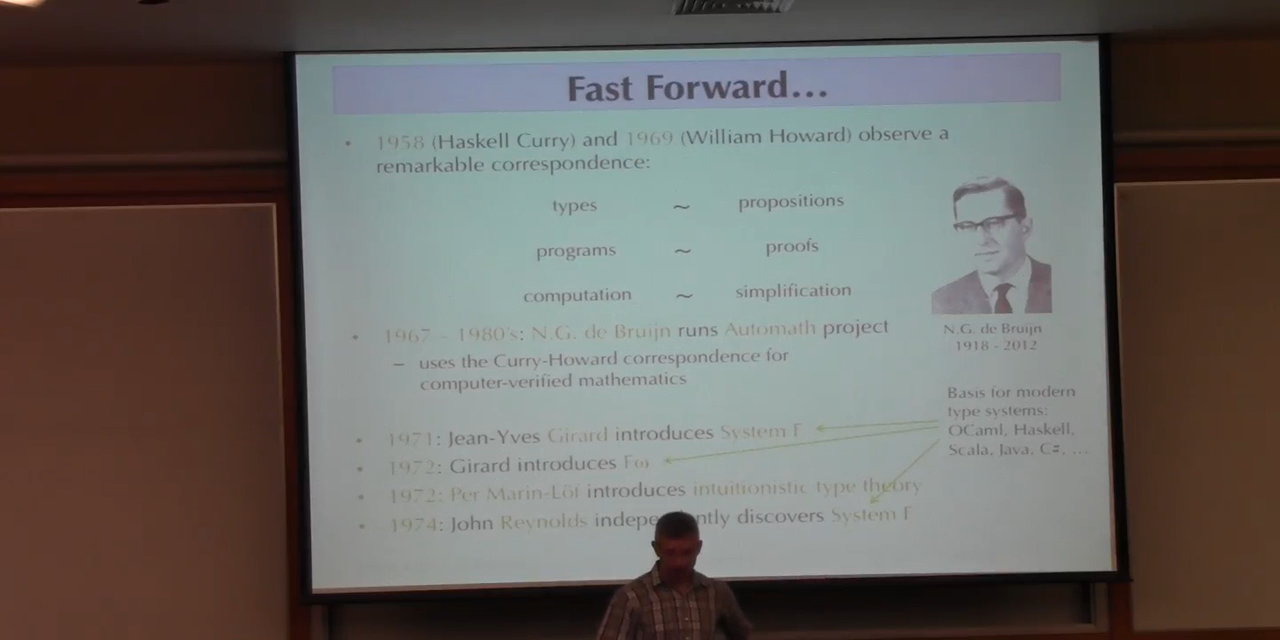 Fast Forward…
• 1958 (Haskell Curry) and 1969 (William Howard) observe a
remarkable correspondence:
types ~ propositions
programs ~ proofs
computation ~ simplification
• 1967 – 1980's: N.G. de Bruijn runs Automath project
– uses the Curry-Howard correspondence for
computer-verified mathematics
N.G. de Bruijn
1918 - 2012
• 1971: Jean-Yves Girard introduces System F
• 1972: Girard introduces Fω
• 1972: Per Marin-Löf introduces intuitionistic type theory
• 1974: John Reynolds independently discovers System F
Basis for modern
type systems:
OCaml, Haskell,
Scala, Java, C#, …